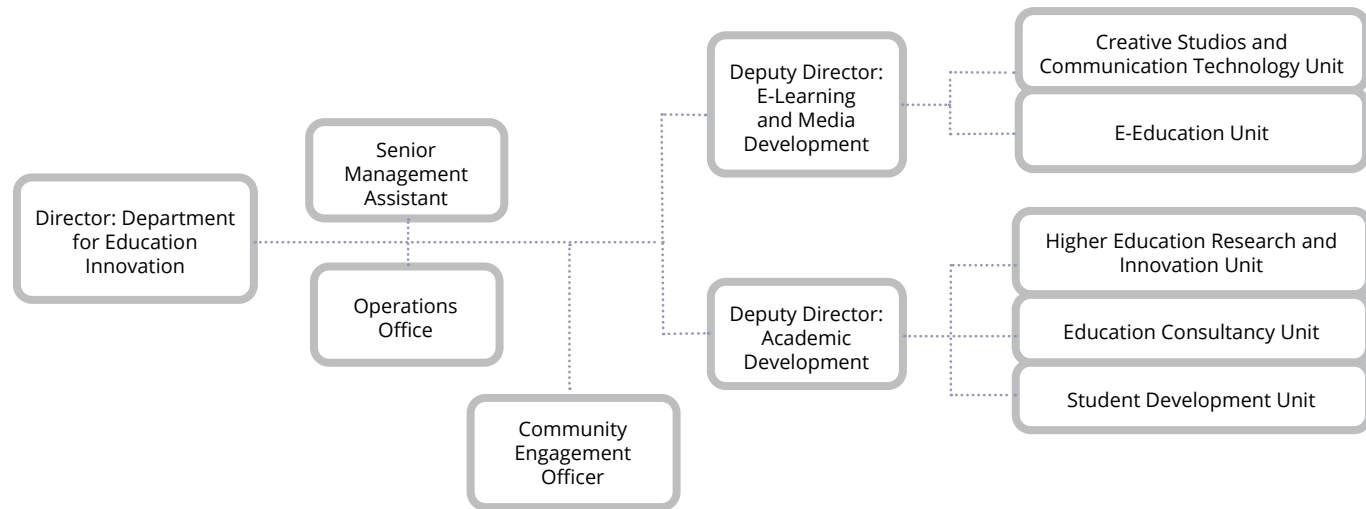 Director: Department
for Education
Innovation
Senior
Management
Assistant
Operations
Office
Community
Engagement
Officer
Deputy Director:
E-Learning
and Media
Development
Creative Studios and
Communication Technology Unit
E-Education Unit
Deputy Director:
Academic
Development
Higher Education Research and
Innovation Unit
Education Consultancy Unit
Student Development Unit